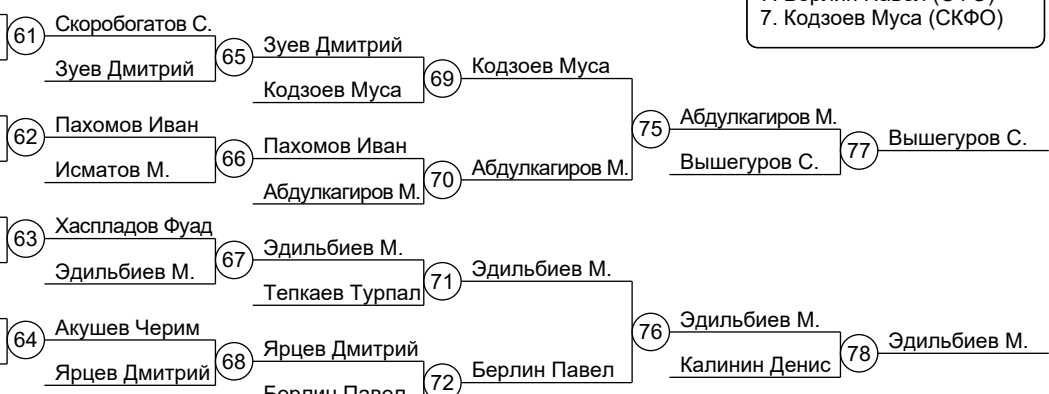 7. Кодзоев Муса (СКФО)
61
Скоробогатов С.
Зуев Дмитрий
65
Зуев Дмитрий
Кодзоев Муса
69
Кодзоев Муса
62
Пахомов Иван
Исматов М.
66
Пахомов Иван
Абдулкагиров М.
70
Абдулкагиров М.
75
Абдулкагиров М.
Вышегуров С.
77
Вышегуров С.
63
Хаспладов Фуад
Эдильбиев М.
67
Эдильбиев М.
Тепкаев Турпал
71
Эдильбиев М.
64
Акушев Черим
Ярцев Дмитрий
68
Ярцев Дмитрий
Берлин Павел
72
Берлин Павел
76
Эдильбиев М.
Калинин Денис
78
Эдильбиев М.